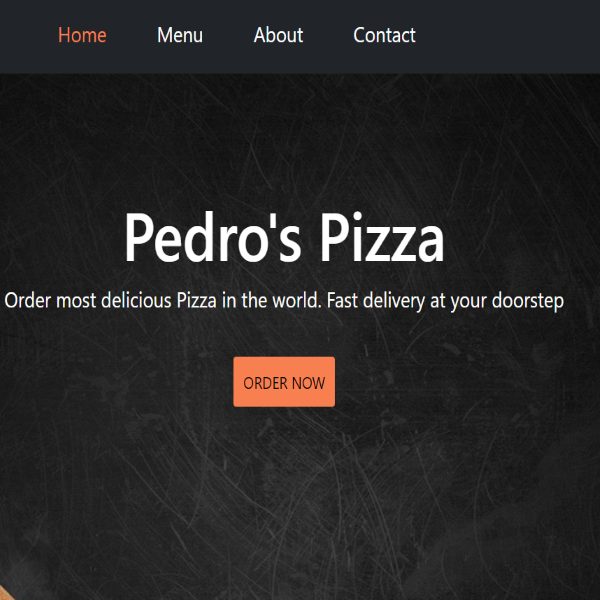 Home Menu About Contact
Pedro's Pizza
Order most delicious Pizza in the world. Fast delivery at your doorstep
ORDER NOW